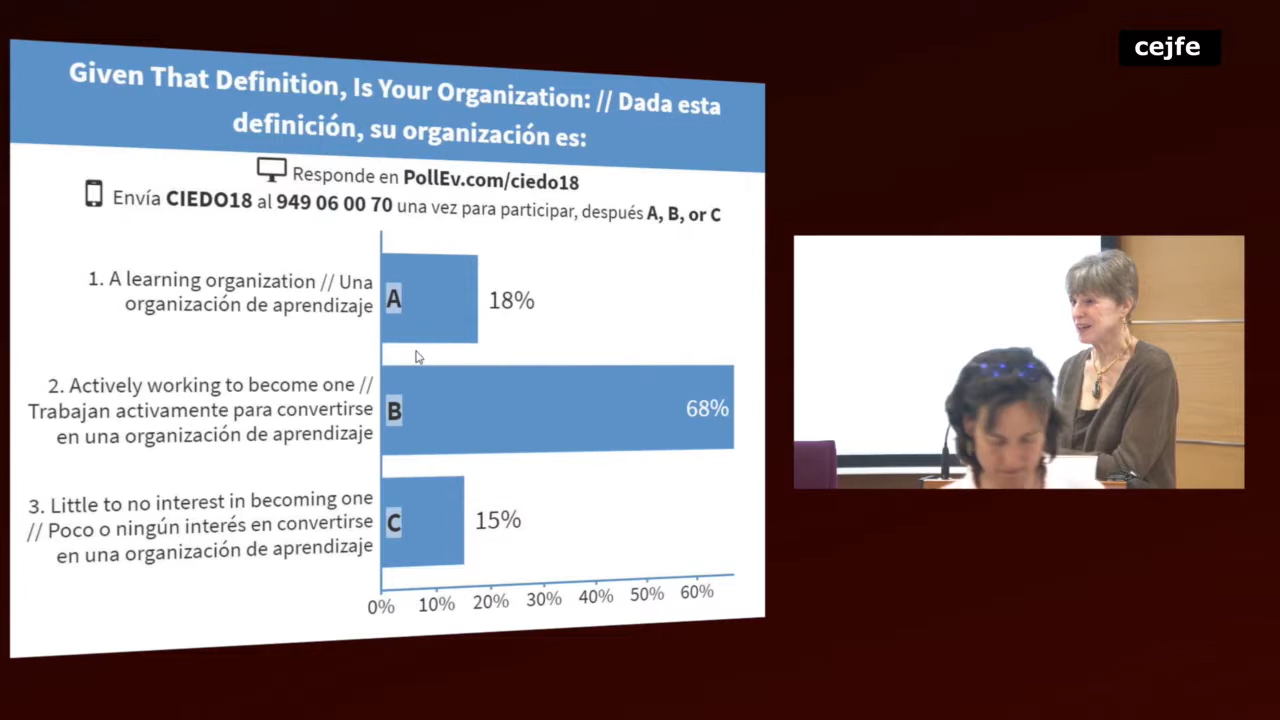 cejfe
Given That Definition, Is Your Organization: // Dada esta
definición, su organización es:
Responde en PollEv.com/ciedo18
Envía CIEDO18 al 949 06 00 70 una vez para participar, después A, B, or C
1. A learning organization // Una
organización de aprendizaje
A
18%
2. Actively working to become one //
Trabajan activamente para convertirse
en una organización de aprendizaje
B
68%
3. Little to no interest in becoming one
// Poco o ningún interés en convertirse
en una organización de aprendizaje
C
15%
0% 10% 20% 30% 40% 50% 60%